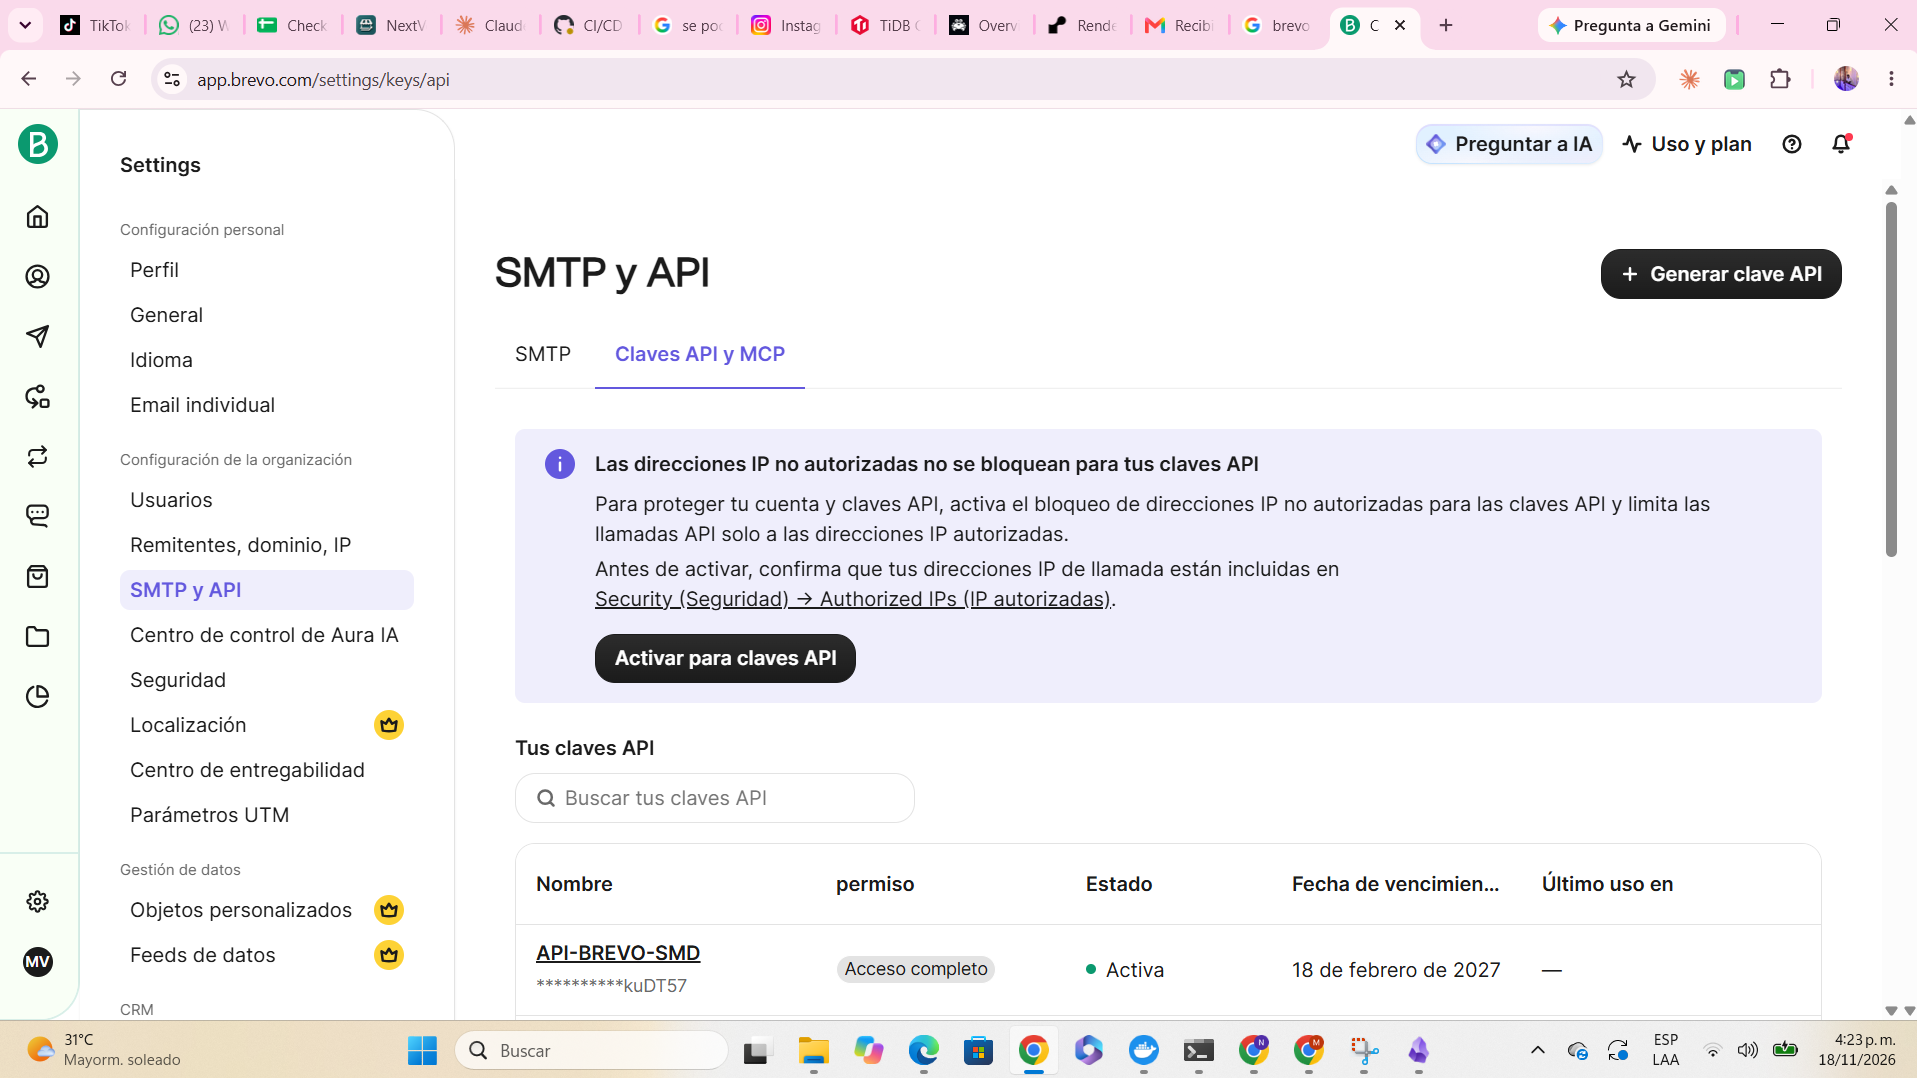 TikTok
(23) W
Check
NextV
Claude
CI/CD
se poc
Instag
TiDB C
Overv
Rende
Recibi
brevo
C
Pregunta a Gemini
app.brevo.com/settings/keys/api
B
Settings
Preguntar a IA
Uso y plan
Configuración personal
Perfil
General
Idioma
Email individual
Configuración de la organización
Usuarios
Remitentes, dominio, IP
SMTP y API
Centro de control de Aura IA
Seguridad
Localización
Centro de entregabilidad
Parámetros UTM
Gestión de datos
Objetos personalizados
Feeds de datos
CRM
MV
SMTP y API
+ Generar clave API
SMTP
Claves API y MCP
Las direcciones IP no autorizadas no se bloquean para tus claves API
Para proteger tu cuenta y claves API, activa el bloqueo de direcciones IP no autorizadas para las claves API y limita las
llamadas API solo a las direcciones IP autorizadas.
Antes de activar, confirma que tus direcciones IP de llamada están incluidas en
Security (Seguridad) → Authorized IPs (IP autorizadas).
Activar para claves API
Tus claves API
Buscar tus claves API
Nombre permiso Estado Fecha de vencimien... Último uso en
API-BREVO-SMD
**********kuDT57
Acceso completo
Activa
18 de febrero de 2027
—
31°C
Mayorm. soleado
Buscar
ESP
LAA
4:23 p. m.
18/11/2026